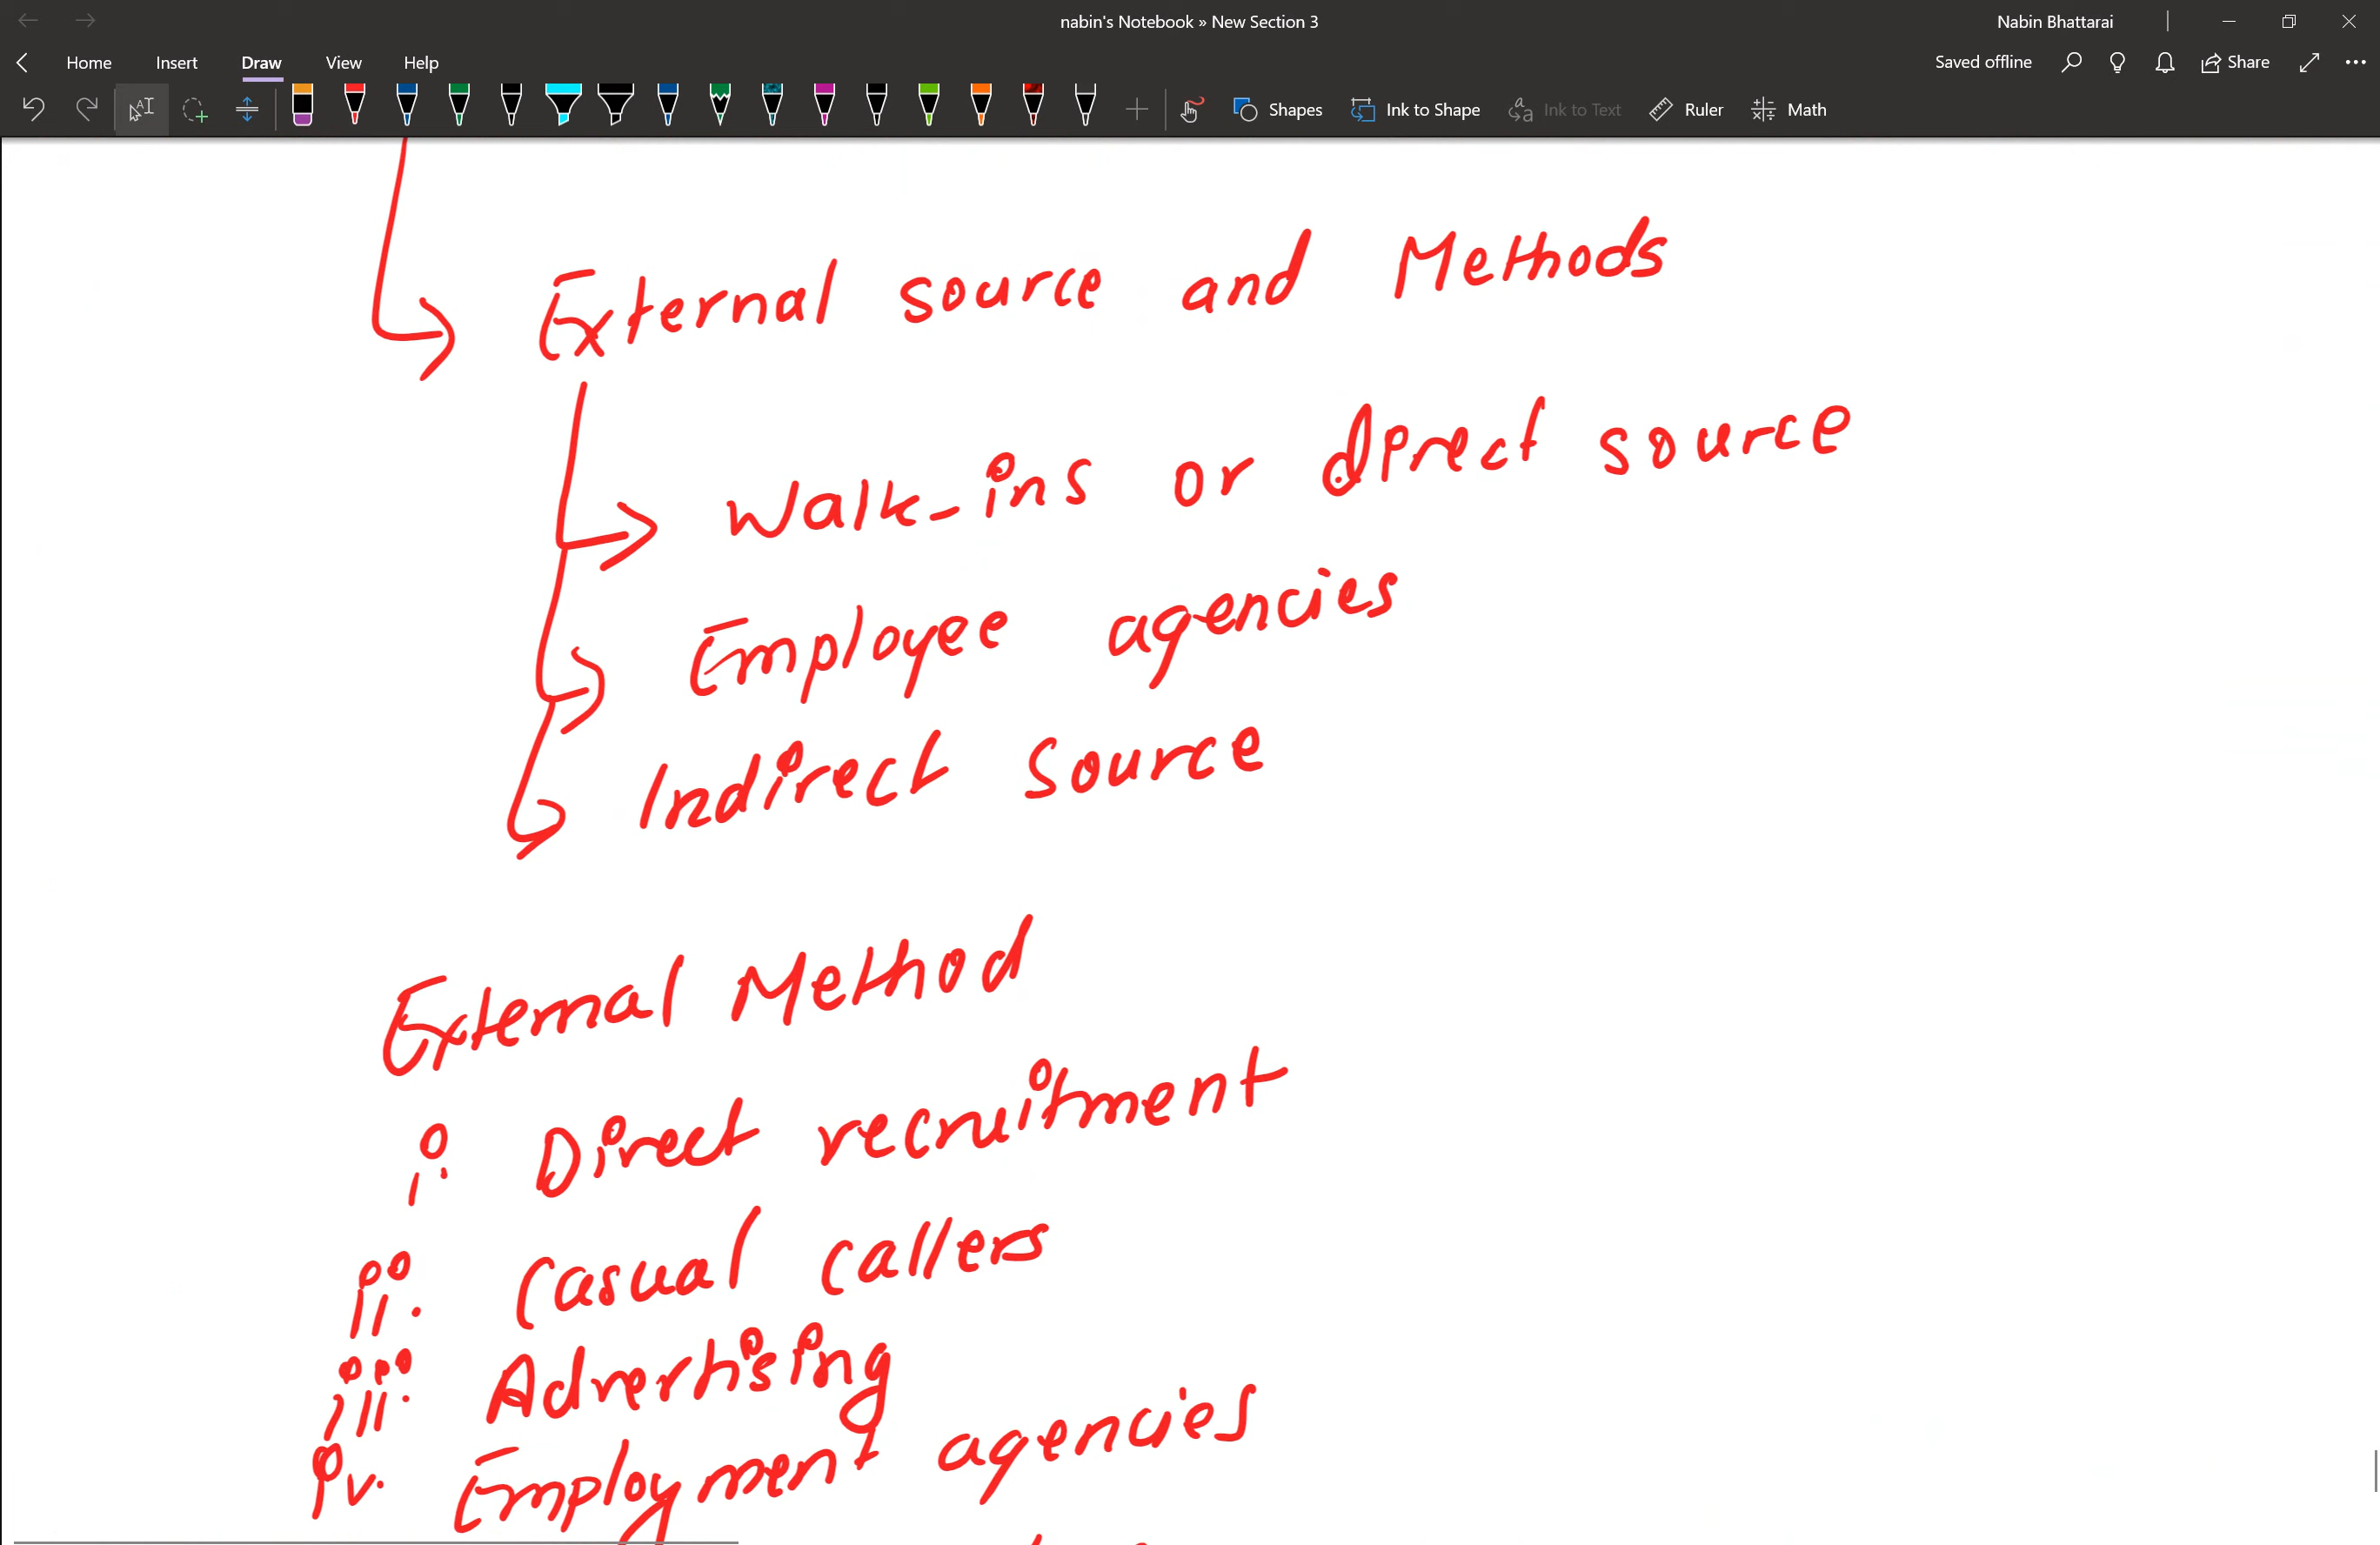 nabin's Notebook » New Section 3
Nabin Bhattarai
Home Insert Draw View Help
Saved offline
Share
Shapes Ink to Shape Ink to Text Ruler Math
External source and Methods
Walk-ins or direct source
Employee agencies
Indirect Source
External Method
i. Direct recruitment
ii. Casual callers
iii. Advertising
iv. Employment agencies